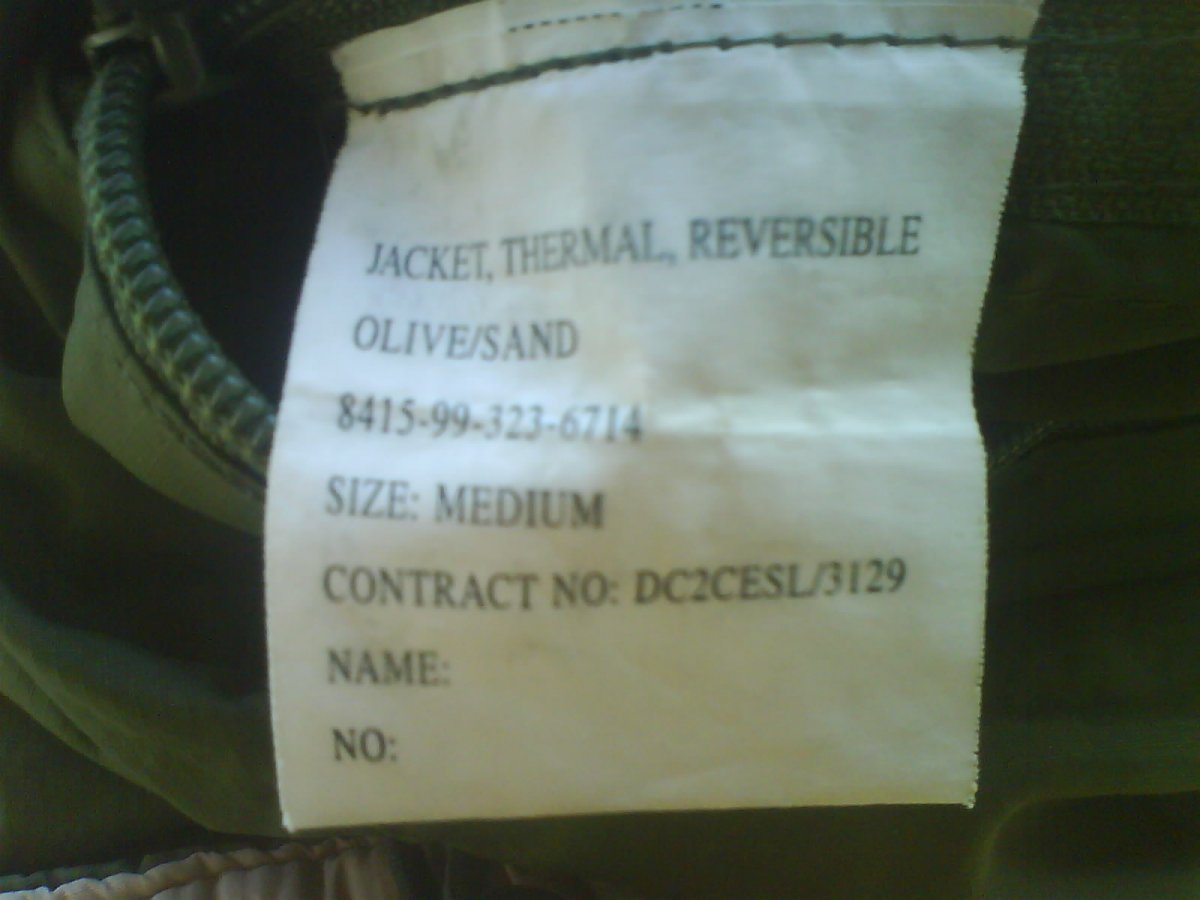 JACKET, THERMAL, REVERSIBLE
OLIVE/SAND
8415-99-323-6714
SIZE: MEDIUM
CONTRACT NO: DC2CESL/3129
NAME:
NO: